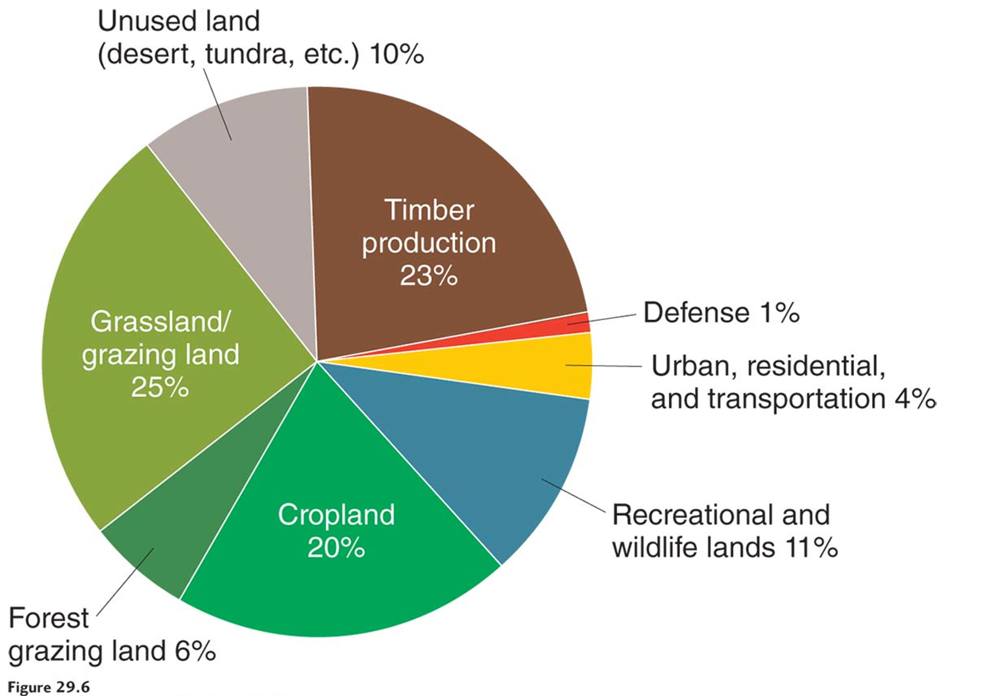 Unused land
(desert, tundra, etc.) 10%
Timber
production
23%
Defense 1%
Grassland/
grazing land
25%
Urban, residential,
and transportation 4%
Cropland
20%
Recreational and
wildlife lands 11%
Forest
grazing land 6%
Figure 29.6